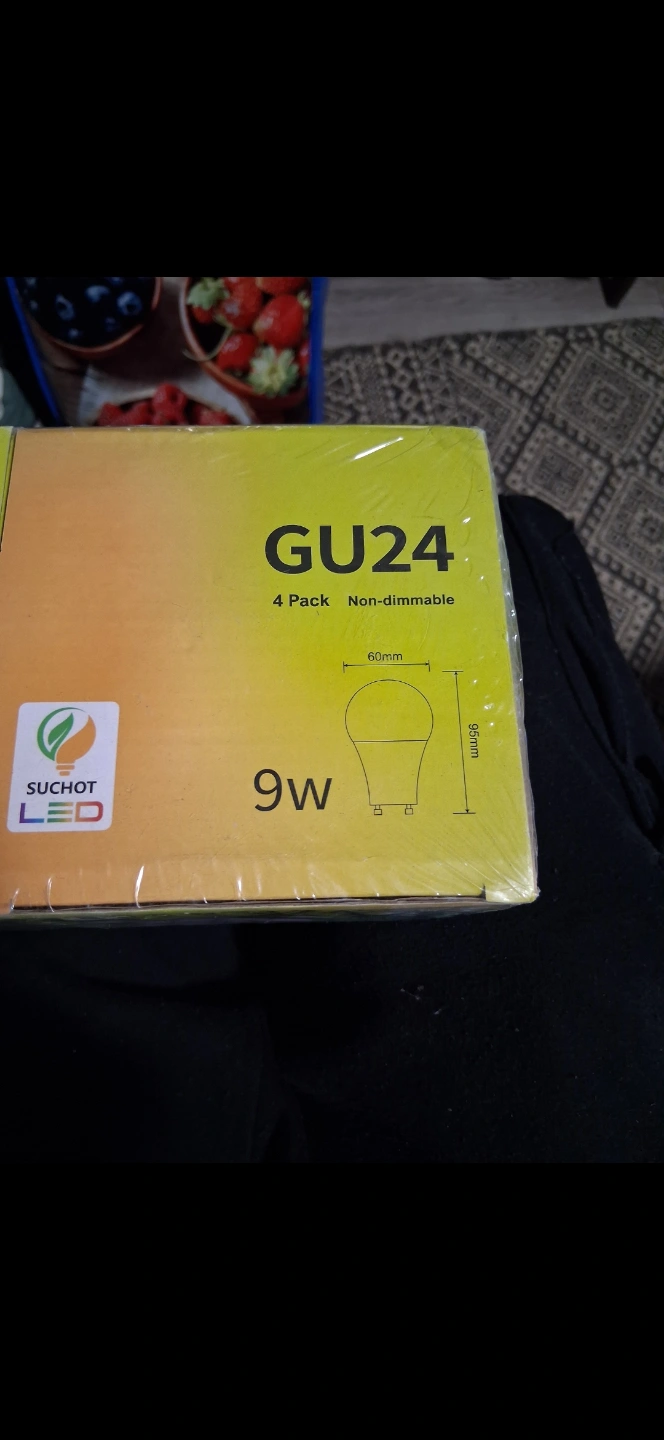 GU24
4 Pack Non-dimmable
60mm
95mm
9w
SUCHOT
LED